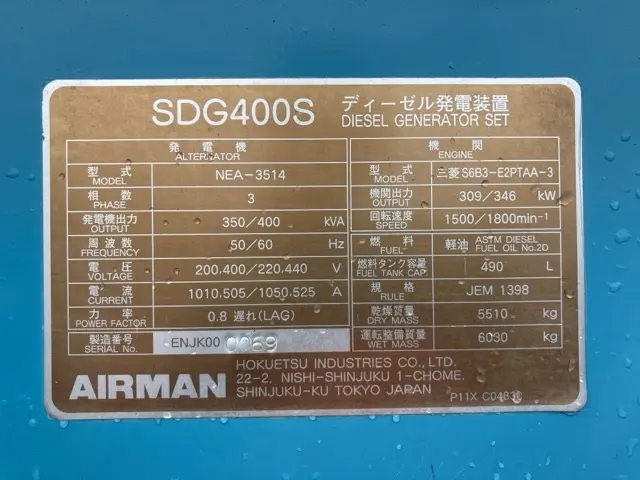 SDG400S ディーゼル発電装置
DIESEL GENERATOR SET
発電機
ALTERNATOR
型式 NEA-3514
MODEL
相数 3
PHASE
発電機出力 350/400 kVA
OUTPUT
周波数 50/60 Hz
FREQUENCY
電圧 200.400/220.440 V
VOLTAGE
電流 1010.505/1050.525 A
CURRENT
力率 0.8 遅れ(LAG)
POWER FACTOR
製造番号 ENJK00 0069
SERIAL No.
機関
ENGINE
型式 三菱S6B3-E2PTAA-3
MODEL
機関出力 309/346 kW
OUTPUT
回転速度 1500/1800min⁻¹
SPEED
燃料 軽油 ASTM DIESEL
FUEL FUEL OIL No.2D
燃料タンク容量 490 L
FUEL TANK CAP.
規格 JEM 1398
RULE
乾燥質量 5510 kg
DRY MASS
運転整備質量 6030 kg
WET MASS
AIRMAN
HOKUETSU INDUSTRIES CO., LTD.
22-2, NISHI-SHINJUKU 1-CHOME,
SHINJUKU-KU TOKYO JAPAN
P11X